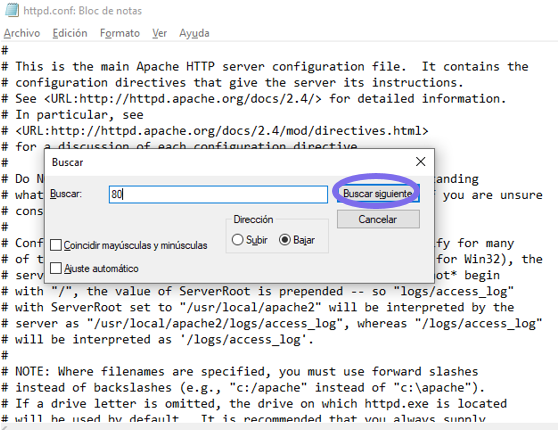 httpd.conf: Bloc de notas
Archivo Edición Formato Ver Ayuda
#
# This is the main Apache HTTP server configuration file.  It contains the
# configuration directives that give the server its instructions.
# See <URL:http://httpd.apache.org/docs/2.4/> for detailed information.
# In particular, see
# <URL:http://httpd.apache.org/docs/2.4/mod/directives.html>
# for a discussion of each configuration directive
#
Buscar
# Do N
tanding
Buscar: 80 Buscar siguiente
# what
f you are unsure
# cons
Cancelar
Dirección
#
Subir Bajar
# Conf
ify for many
Coincidir mayúsculas y minúsculas
# of t
for Win32), the
Ajuste automático
# serv
ot* begin
# with "/", the value of ServerRoot is prepended -- so "logs/access_log"
# with ServerRoot set to "/usr/local/apache2" will be interpreted by the
# server as "/usr/local/apache2/logs/access_log", whereas "/logs/access_log"
# will be interpreted as '/logs/access_log'.
#
# NOTE: Where filenames are specified, you must use forward slashes
# instead of backslashes (e.g., "c:/apache" instead of "c:\apache").
# If a drive letter is omitted, the drive on which httpd.exe is located
# will be used by default.  It is recommended that you always supply